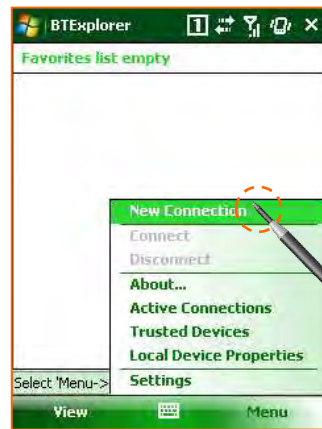 BTExplorer
1
Favorites list empty
New Connection
Connect
Disconnect
About...
Active Connections
Trusted Devices
Local Device Properties
Select 'Menu->
Settings
View
Menu